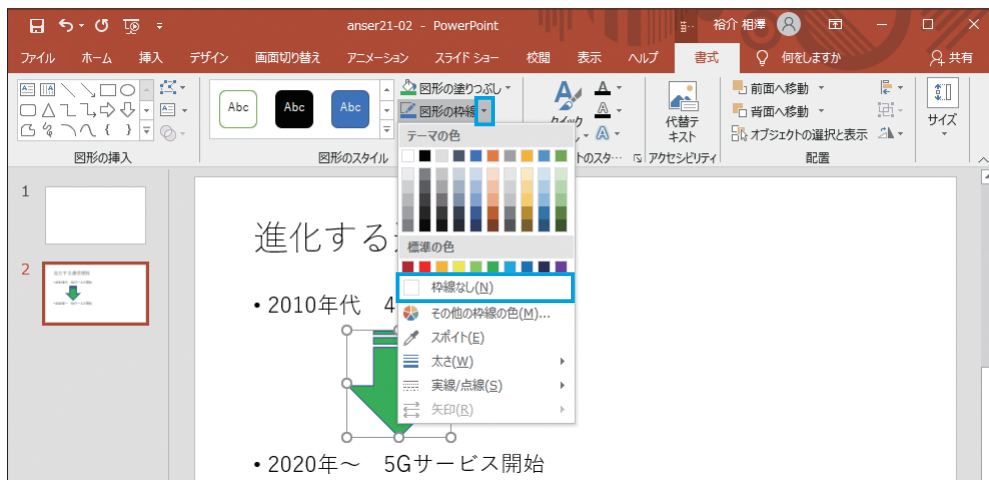 anser21-02 - PowerPoint
裕介 相澤
ファイル ホーム 挿入 デザイン 画面切り替え アニメーション スライド ショー 校閲 表示 ヘルプ 書式 何をしますか 共有
Abc Abc Abc
図形の塗りつぶし
図形の枠線
代替テ
キスト
前面へ移動
背面へ移動
オブジェクトの選択と表示
サイズ
図形の挿入 図形のスタイル トのスタ… アクセシビリティ 配置
テーマの色
標準の色
枠線なし(N)
その他の枠線の色(M)...
スポイト(E)
太さ(W)
実線/点線(S)
矢印(R)
1
2
進化する
• 2010年代 4
• 2020年～ 5Gサービス開始